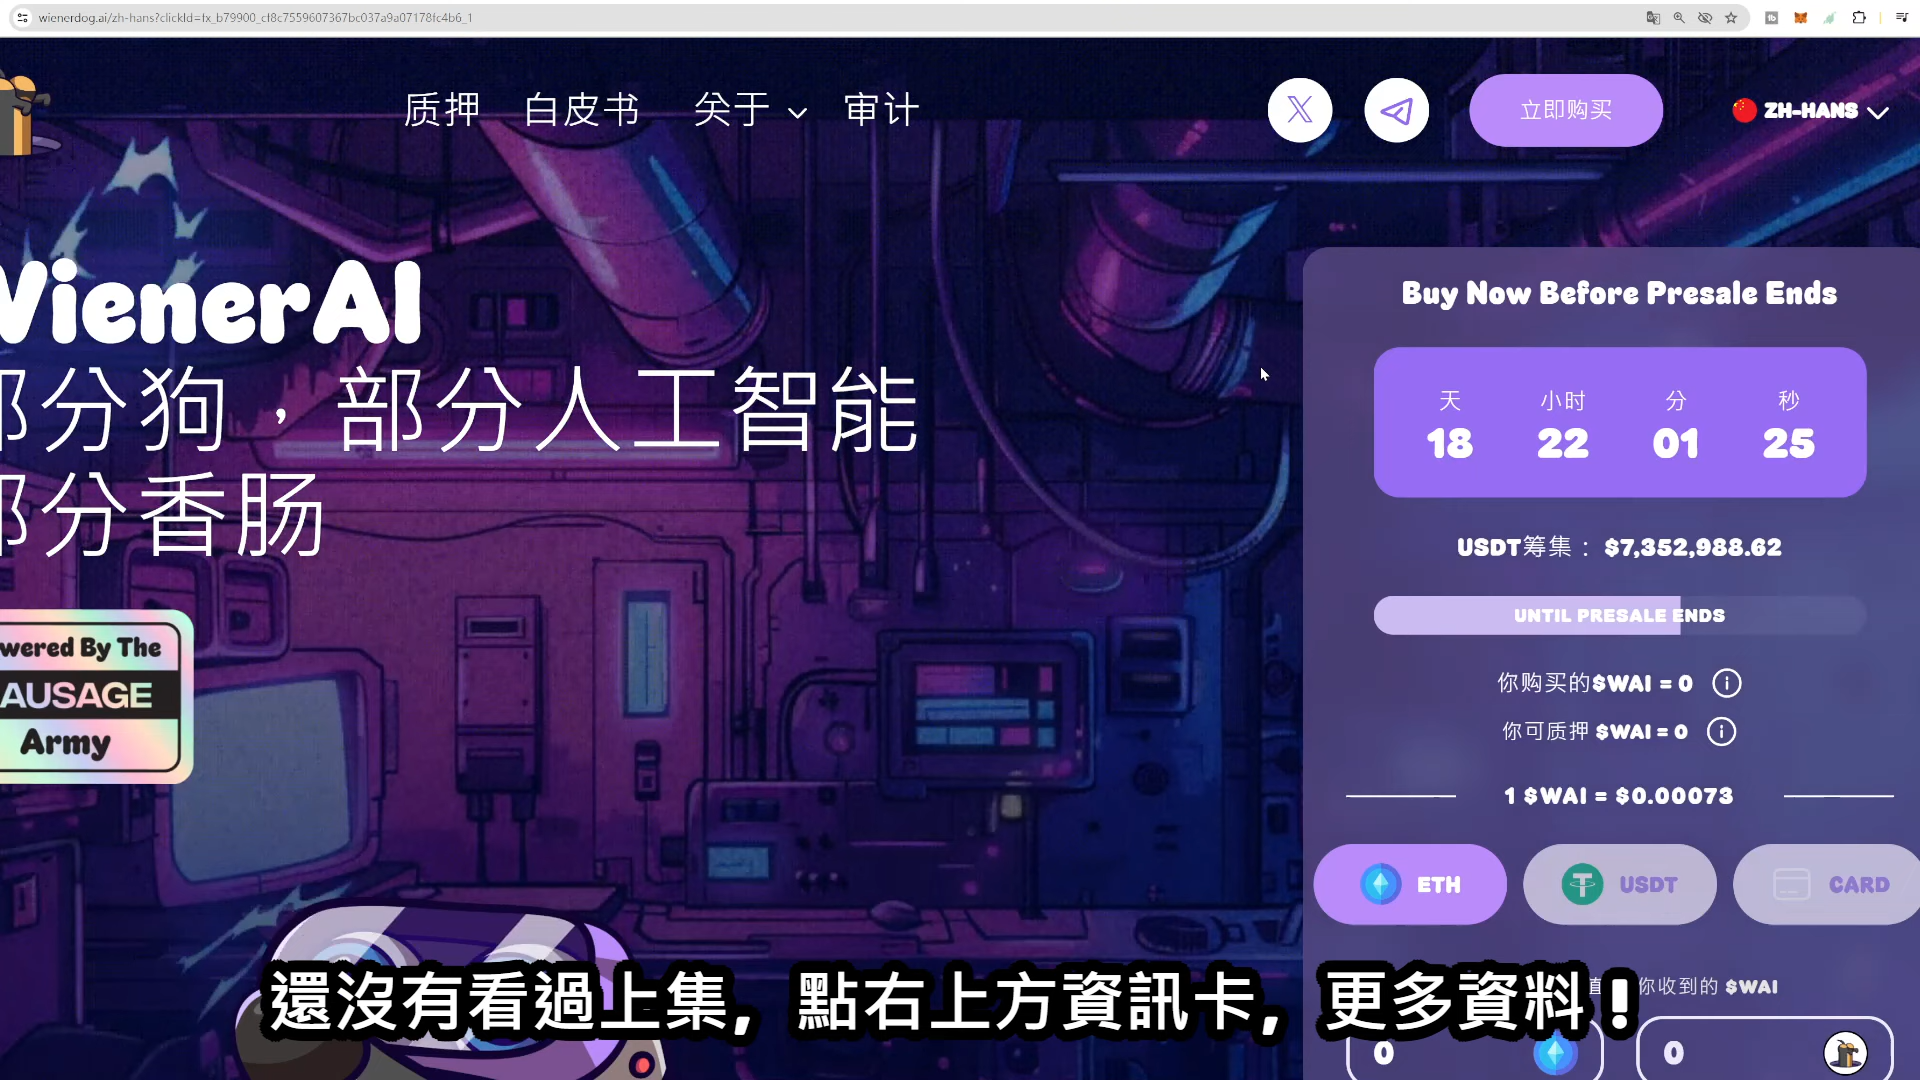 wienerdog.ai/zh-hans?clickId=fx_b79900_cf8c7559607367bc037a9a07178fc4b6_1
质押 白皮书 关于 审计
立即购买
ZH-HANS
WienerAI
部分狗，部分人工智能
部分香肠
wered By The
AUSAGE
Army
Buy Now Before Presale Ends
天 小时 分 秒
18 22 01 25
USDT筹集： $7,352,988.62
UNTIL PRESALE ENDS
你购买的$WAI = 0
你可质押 $WAI = 0
1 $WAI = $0.00073
ETH USDT CARD
值 你收到的 $WAI
還沒有看過上集, 點右上方資訊卡, 更多資料！
0 0